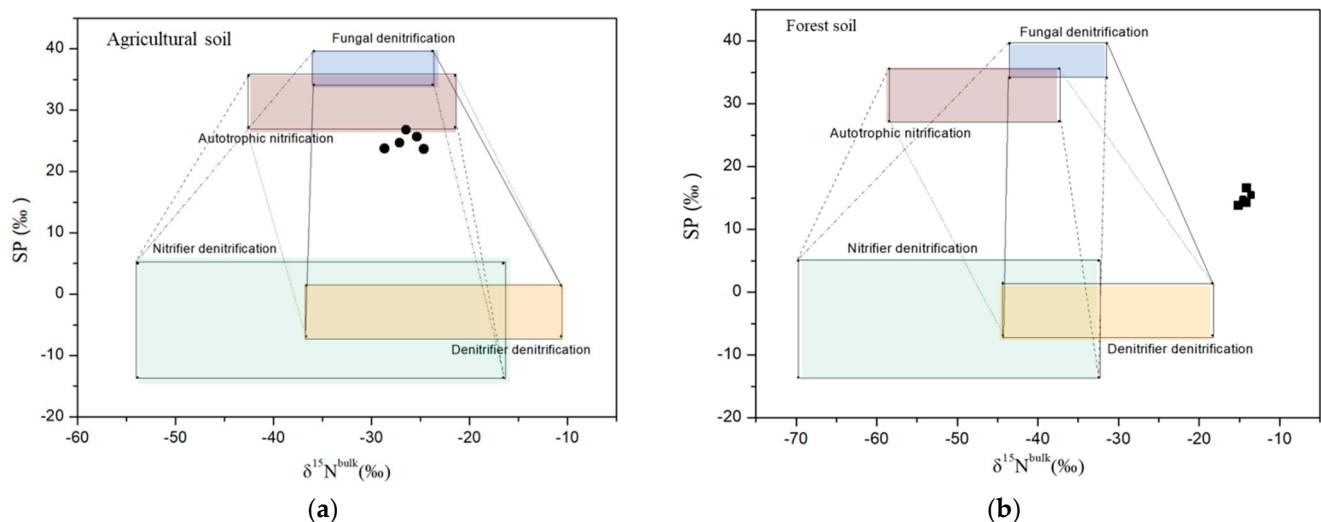 Agricultural soil
Fungal denitrification
Autotrophic nitrification
Nitrifier denitrification
Denitrifier denitrification
SP (‰)
40
30
20
10
0
-10
-20
-60
-50
-40
-30
-20
-10
δ¹⁵Nᵇᵘˡᵏ(‰)
(a)
Forest soil
Fungal denitrification
Autotrophic nitrification
Nitrifier denitrification
Denitrifier denitrification
SP (‰)
40
30
20
10
0
-10
-20
-70
-60
-50
-40
-30
-20
-10
δ¹⁵Nᵇᵘˡᵏ(‰)
(b)